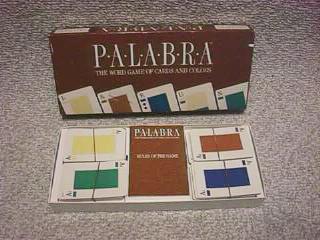 P·A·L·A·B·R·A
THE WORD GAME OF CARDS AND COLORS
PALABRA
RULES OF THE GAME